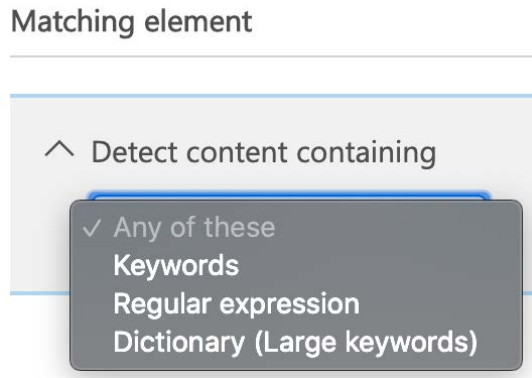 Matching element
Detect content containing
Any of these
Keywords
Regular expression
Dictionary (Large keywords)